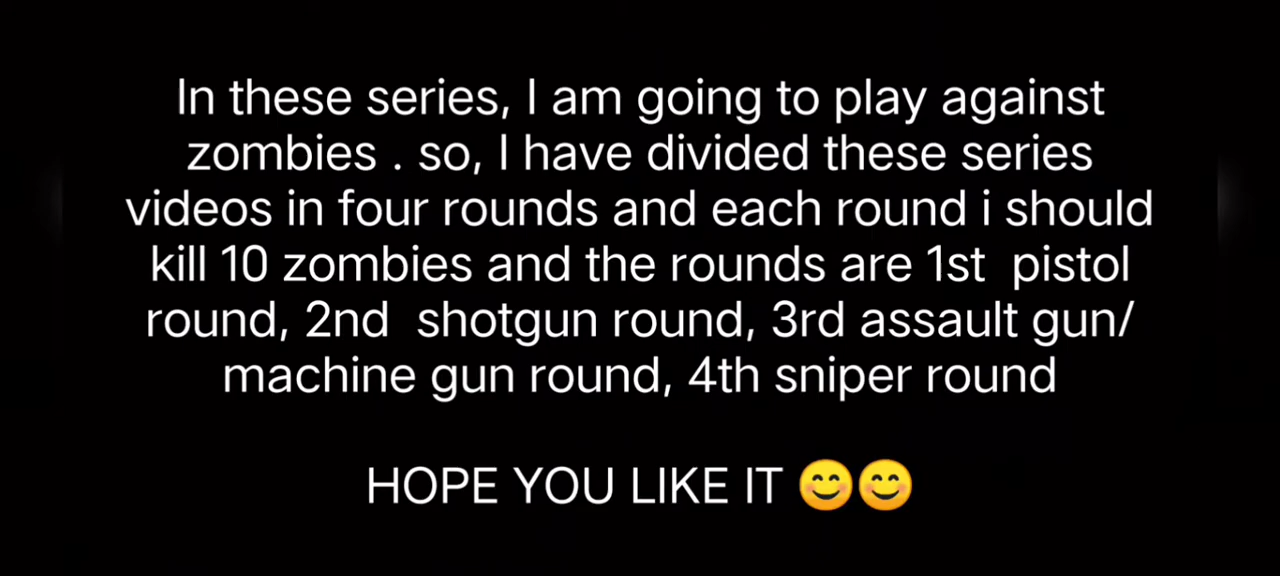 In these series, I am going to play against
zombies . so, I have divided these series
videos in four rounds and each round i should
kill 10 zombies and the rounds are 1st  pistol
round, 2nd  shotgun round, 3rd assault gun/
machine gun round, 4th sniper round
HOPE YOU LIKE IT 😊😊